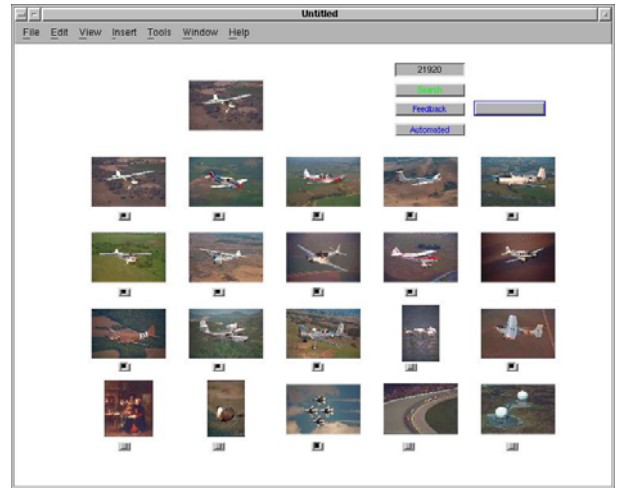 Untitled
File Edit View Insert Tools Window Help
21920
Search
Feedback
Automated